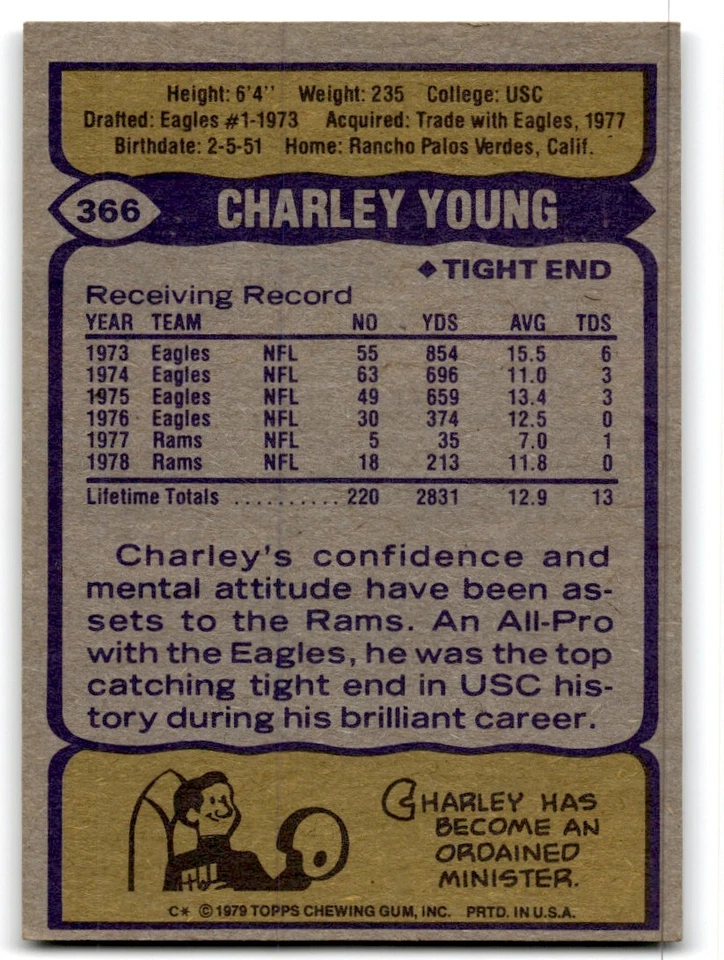 Height: 6'4'' Weight: 235 College: USC
Drafted: Eagles #1-1973 Acquired: Trade with Eagles, 1977
Birthdate: 2-5-51 Home: Rancho Palos Verdes, Calif.
366 CHARLEY YOUNG
◆TIGHT END
Receiving Record
YEAR TEAM NO YDS AVG TDS
1973 Eagles NFL 55 854 15.5 6
1974 Eagles NFL 63 696 11.0 3
1975 Eagles NFL 49 659 13.4 3
1976 Eagles NFL 30 374 12.5 0
1977 Rams NFL 5 35 7.0 1
1978 Rams NFL 18 213 11.8 0
Lifetime Totals .......... 220 2831 12.9 13
Charley's confidence and
mental attitude have been as-
sets to the Rams. An All-Pro
with the Eagles, he was the top
catching tight end in USC his-
tory during his brilliant career.
CHARLEY HAS
BECOME AN
ORDAINED
MINISTER.
C* ©1979 TOPPS CHEWING GUM, INC. PRTD. IN U.S.A.